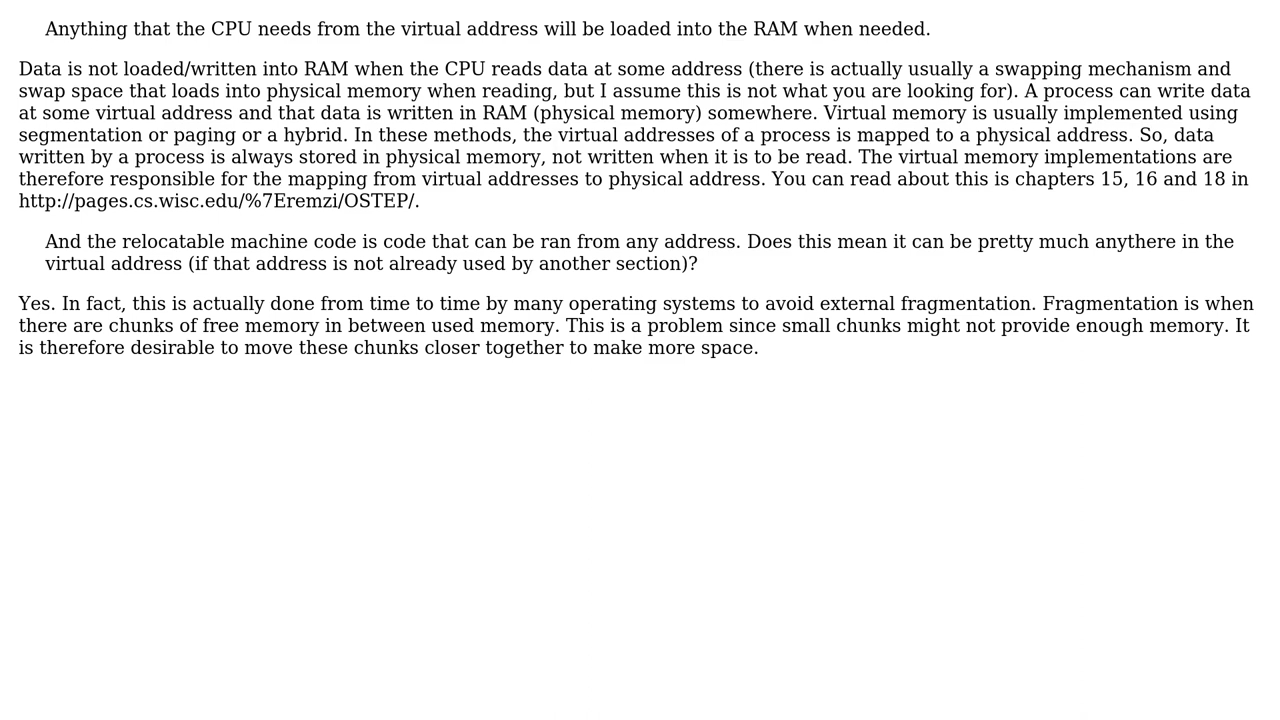 Anything that the CPU needs from the virtual address will be loaded into the RAM when needed.
Data is not loaded/written into RAM when the CPU reads data at some address (there is actually usually a swapping mechanism and
swap space that loads into physical memory when reading, but I assume this is not what you are looking for). A process can write data
at some virtual address and that data is written in RAM (physical memory) somewhere. Virtual memory is usually implemented using
segmentation or paging or a hybrid. In these methods, the virtual addresses of a process is mapped to a physical address. So, data
written by a process is always stored in physical memory, not written when it is to be read. The virtual memory implementations are
therefore responsible for the mapping from virtual addresses to physical address. You can read about this is chapters 15, 16 and 18 in
http://pages.cs.wisc.edu/%7Eremzi/OSTEP/.
And the relocatable machine code is code that can be ran from any address. Does this mean it can be pretty much anythere in the
virtual address (if that address is not already used by another section)?
Yes. In fact, this is actually done from time to time by many operating systems to avoid external fragmentation. Fragmentation is when
there are chunks of free memory in between used memory. This is a problem since small chunks might not provide enough memory. It
is therefore desirable to move these chunks closer together to make more space.